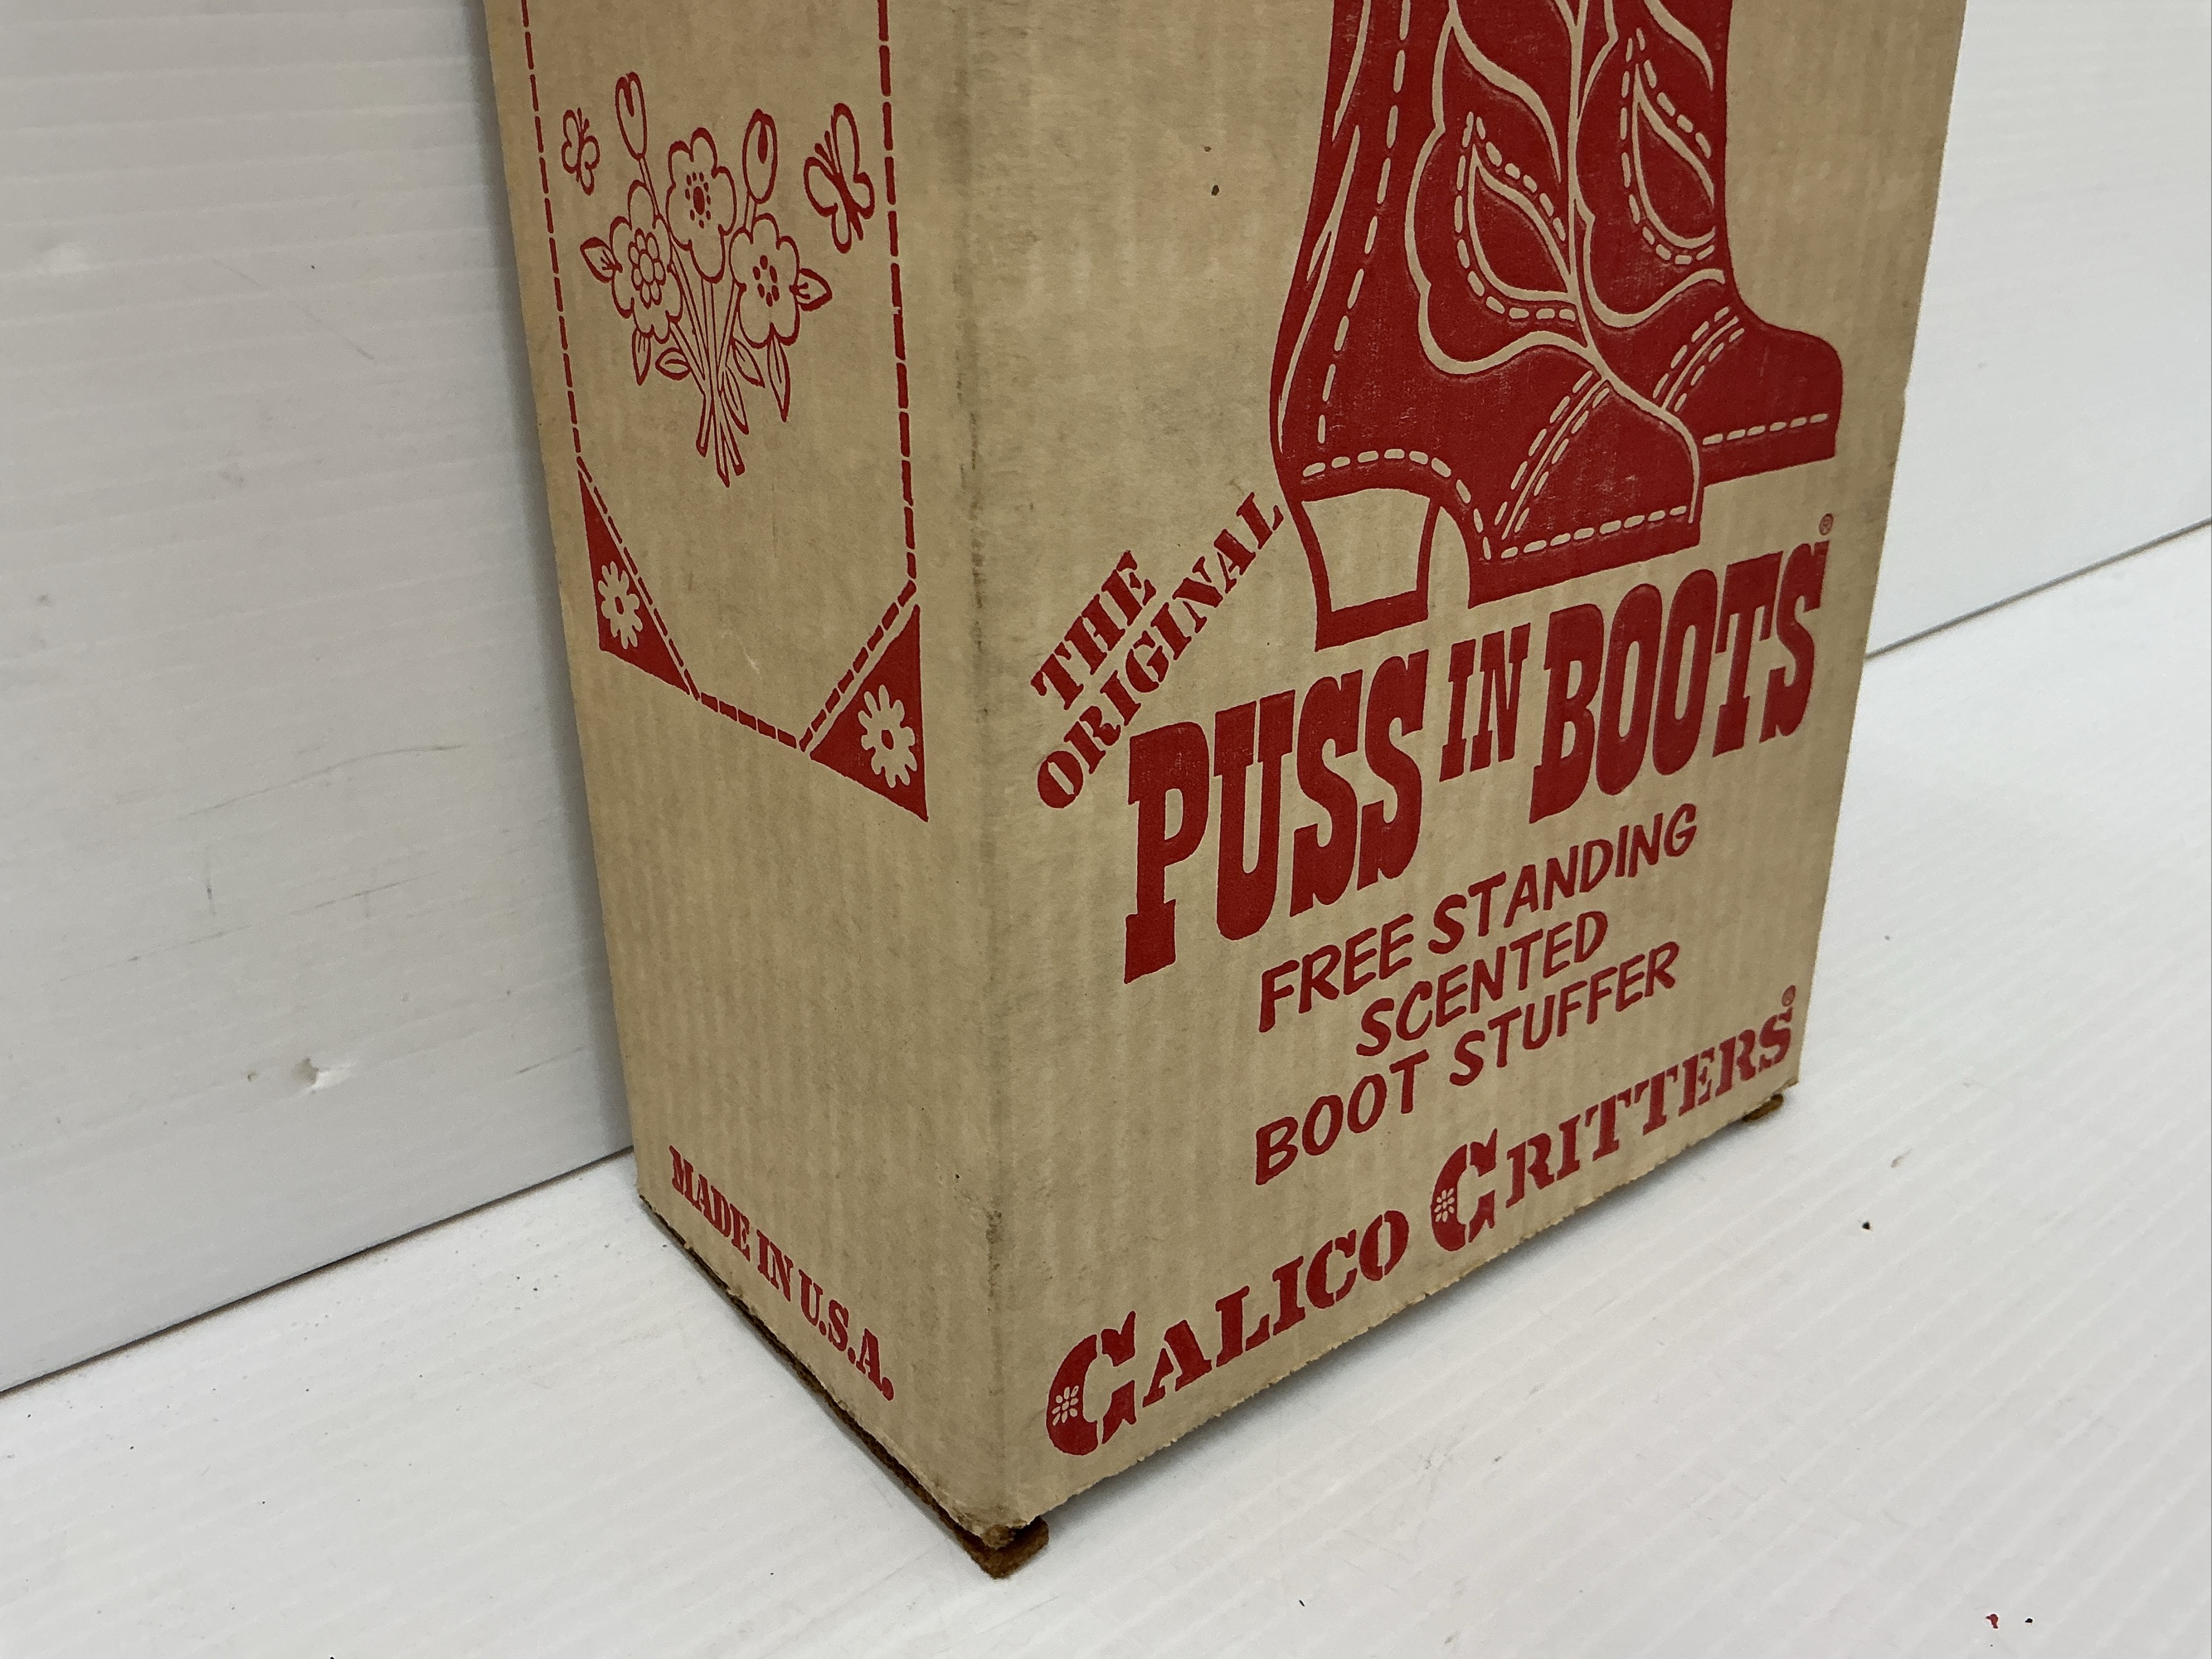 THE
ORIGINAL
PUSS IN BOOTS®
FREE STANDING
SCENTED
BOOT STUFFER
CALICO CRITTERS®
MADE IN U.S.A.